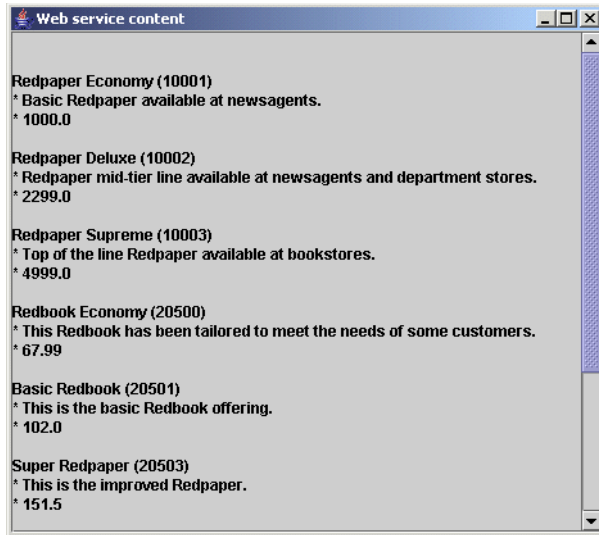 Web service content
Redpaper Economy (10001)
* Basic Redpaper available at newsagents.
* 1000.0
Redpaper Deluxe (10002)
* Redpaper mid-tier line available at newsagents and department stores.
* 2299.0
Redpaper Supreme (10003)
* Top of the line Redpaper available at bookstores.
* 4999.0
Redbook Economy (20500)
* This Redbook has been tailored to meet the needs of some customers.
* 67.99
Basic Redbook (20501)
* This is the basic Redbook offering.
* 102.0
Super Redpaper (20503)
* This is the improved Redpaper.
* 151.5